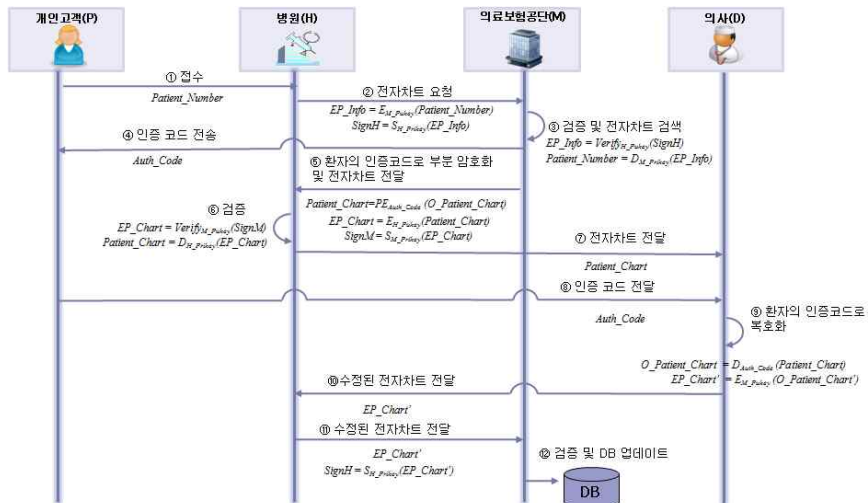 개인고객(P)
병원(H)
의료보험공단(M)
의사(D)
① 접수
Patient_Number
② 전자차트 요청
EP_Info = E_M_Pukey(Patient_Number)
SignH = S_H_Prikey(EP_Info)
③ 검증 및 전자차트 검색
EP_Info = Verify_H_Pukey(SignH)
Patient_Number = D_M_Prikey(EP_Info)
④ 인증 코드 전송
Auth_Code
⑤ 환자의 인증코드로 부분 암호화
및 전자차트 전달
Patient_Chart=PE_Auth_Code (O_Patient_Chart)
EP_Chart = E_H_Pukey(Patient_Chart)
SignM = S_M_Prikey(EP_Chart)
⑥ 검증
EP_Chart = Verify_M_Pukey(SignM)
Patient_Chart = D_H_Prikey(EP_Chart)
⑦ 전자차트 전달
Patient_Chart
⑧ 인증 코드 전달
Auth_Code
⑨ 환자의 인증코드로
복호화
O_Patient_Chart = D_Auth_Code(Patient_Chart)
EP_Chart' = E_M_Pukey(O_Patient_Chart')
⑩수정된 전자차트 전달
EP_Chart'
⑪ 수정된 전자차트 전달
EP_Chart'
SignH = S_H_Prikey(EP_Chart')
⑫ 검증 및 DB 업데이트
DB